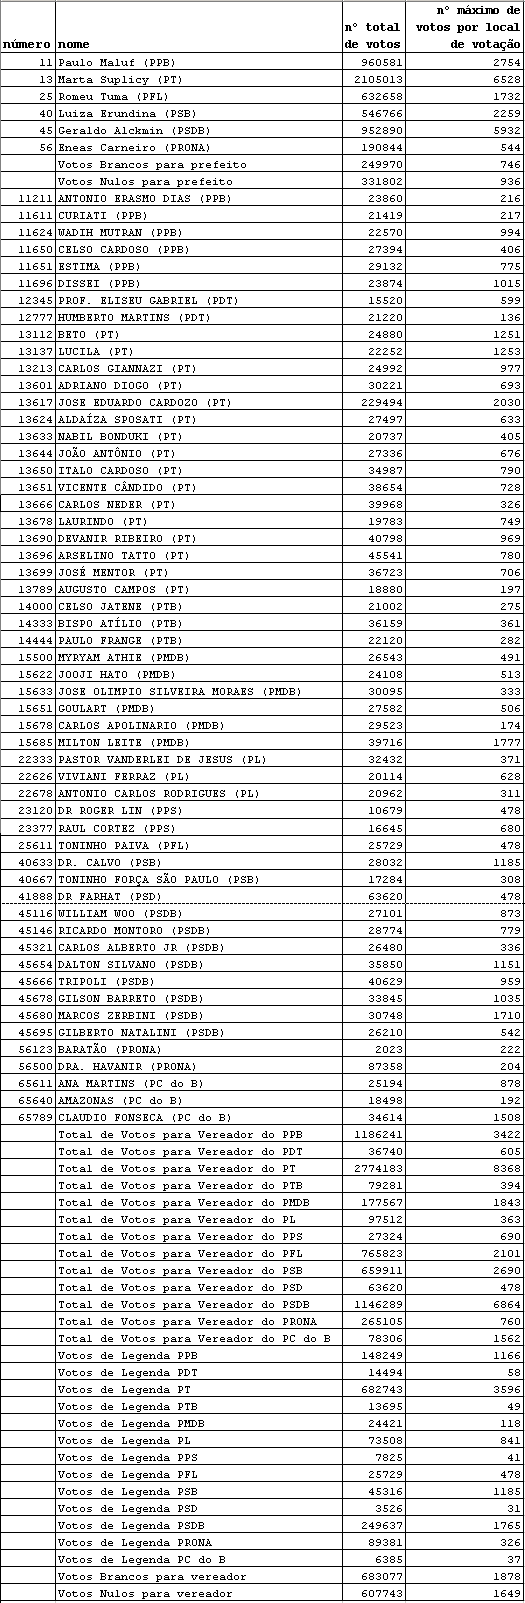 n° máximo de
n° total votos por local
número nome de votos de votação
11 Paulo Maluf (PPB) 960581 2754
13 Marta Suplicy (PT) 2105013 6528
25 Romeu Tuma (PFL) 632658 1732
40 Luiza Erundina (PSB) 546766 2259
45 Geraldo Alckmin (PSDB) 952890 5932
56 Eneas Carneiro (PRONA) 190844 544
Votos Brancos para prefeito 249970 746
Votos Nulos para prefeito 331802 936
11211 ANTONIO ERASMO DIAS (PPB) 23860 216
11611 CURIATI (PPB) 21419 217
11624 WADIH MUTRAN (PPB) 22570 994
11650 CELSO CARDOSO (PPB) 27394 406
11651 ESTIMA (PPB) 29132 775
11696 DISSEI (PPB) 23874 1015
12345 PROF. ELISEU GABRIEL (PDT) 15520 599
12777 HUMBERTO MARTINS (PDT) 21220 136
13112 BETO (PT) 24880 1251
13137 LUCILA (PT) 22252 1253
13213 CARLOS GIANNAZI (PT) 24992 977
13601 ADRIANO DIOGO (PT) 30221 693
13617 JOSE EDUARDO CARDOZO (PT) 229494 2030
13624 ALDAÍZA SPOSATI (PT) 27497 633
13633 NABIL BONDUKI (PT) 20737 405
13644 JOÃO ANTÔNIO (PT) 27336 676
13650 ITALO CARDOSO (PT) 34987 790
13651 VICENTE CÂNDIDO (PT) 38654 728
13666 CARLOS NEDER (PT) 39968 326
13678 LAURINDO (PT) 19783 749
13690 DEVANIR RIBEIRO (PT) 40798 969
13696 ARSELINO TATTO (PT) 45541 780
13699 JOSÉ MENTOR (PT) 36723 706
13789 AUGUSTO CAMPOS (PT) 18880 197
14000 CELSO JATENE (PTB) 21002 275
14333 BISPO ATÍLIO (PTB) 36159 361
14444 PAULO FRANGE (PTB) 22120 282
15500 MYRYAM ATHIE (PMDB) 26543 491
15622 JOOJI HATO (PMDB) 24108 513
15633 JOSE OLIMPIO SILVEIRA MORAES (PMDB) 30095 333
15651 GOULART (PMDB) 27582 506
15678 CARLOS APOLINARIO (PMDB) 29523 174
15685 MILTON LEITE (PMDB) 39716 1777
22333 PASTOR VANDERLEI DE JESUS (PL) 32432 371
22626 VIVIANI FERRAZ (PL) 20114 628
22678 ANTONIO CARLOS RODRIGUES (PL) 20962 311
23120 DR ROGER LIN (PPS) 10679 478
23377 RAUL CORTEZ (PPS) 16645 680
25611 TONINHO PAIVA (PFL) 25729 478
40633 DR. CALVO (PSB) 28032 1185
40667 TONINHO FORÇA SÃO PAULO (PSB) 17284 308
41888 DR FARHAT (PSD) 63620 478
45116 WILLIAM WOO (PSDB) 27101 873
45146 RICARDO MONTORO (PSDB) 28774 779
45321 CARLOS ALBERTO JR (PSDB) 26480 336
45654 DALTON SILVANO (PSDB) 35850 1151
45666 TRIPOLI (PSDB) 40629 959
45678 GILSON BARRETO (PSDB) 33845 1035
45680 MARCOS ZERBINI (PSDB) 30748 1710
45695 GILBERTO NATALINI (PSDB) 26210 542
56123 BARATÃO (PRONA) 2023 222
56500 DRA. HAVANIR (PRONA) 87358 204
65611 ANA MARTINS (PC do B) 25194 878
65640 AMAZONAS (PC do B) 18498 192
65789 CLAUDIO FONSECA (PC do B) 34614 1508
Total de Votos para Vereador do PPB 1186241 3422
Total de Votos para Vereador do PDT 36740 605
Total de Votos para Vereador do PT 2774183 8368
Total de Votos para Vereador do PTB 79281 394
Total de Votos para Vereador do PMDB 177567 1843
Total de Votos para Vereador do PL 97512 363
Total de Votos para Vereador do PPS 27324 690
Total de Votos para Vereador do PFL 765823 2101
Total de Votos para Vereador do PSB 659911 2690
Total de Votos para Vereador do PSD 63620 478
Total de Votos para Vereador do PSDB 1146289 6864
Total de Votos para Vereador do PRONA 265105 760
Total de Votos para Vereador do PC do B 78306 1562
Votos de Legenda PPB 148249 1166
Votos de Legenda PDT 14494 58
Votos de Legenda PT 682743 3596
Votos de Legenda PTB 13695 49
Votos de Legenda PMDB 24421 118
Votos de Legenda PL 73508 841
Votos de Legenda PPS 7825 41
Votos de Legenda PFL 25729 478
Votos de Legenda PSB 45316 1185
Votos de Legenda PSD 3526 31
Votos de Legenda PSDB 249637 1765
Votos de Legenda PRONA 89381 326
Votos de Legenda PC do B 6385 37
Votos Brancos para vereador 683077 1878
Votos Nulos para vereador 607743 1649